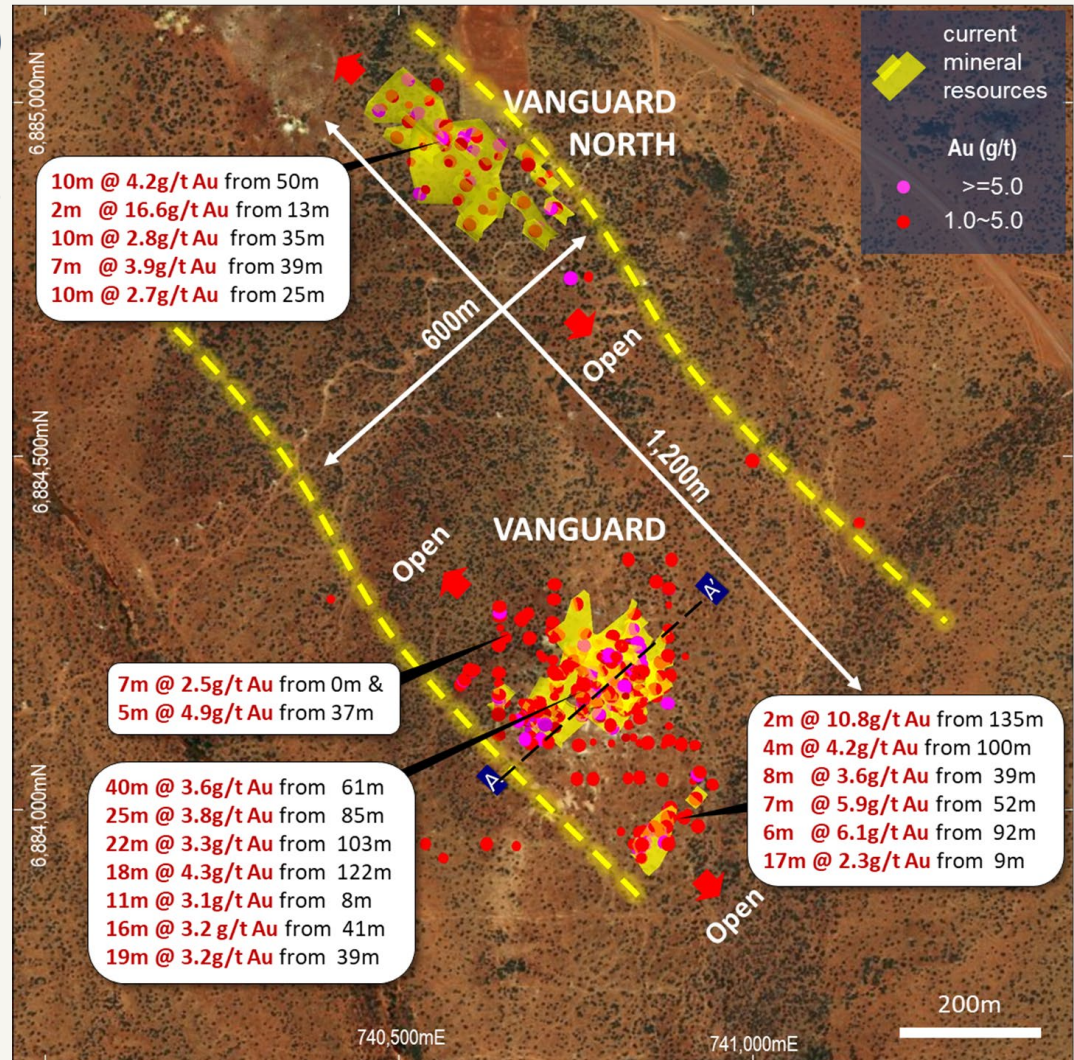 current
mineral
resources
Au (g/t)
>=5.0
1.0~5.0
6,885,000mN
VANGUARD
NORTH
10m @ 4.2g/t Au from 50m
2m @ 16.6g/t Au from 13m
10m @ 2.8g/t Au from 35m
7m @ 3.9g/t Au from 39m
10m @ 2.7g/t Au from 25m
600m
Open
6,884,500mN
1,200m
VANGUARD
Open
A'
7m @ 2.5g/t Au from 0m &
5m @ 4.9g/t Au from 37m
A
40m @ 3.6g/t Au from 61m
25m @ 3.8g/t Au from 85m
22m @ 3.3g/t Au from 103m
18m @ 4.3g/t Au from 122m
11m @ 3.1g/t Au from 8m
16m @ 3.2 g/t Au from 41m
19m @ 3.2g/t Au from 39m
2m @ 10.8g/t Au from 135m
4m @ 4.2g/t Au from 100m
8m @ 3.6g/t Au from 39m
7m @ 5.9g/t Au from 52m
6m @ 6.1g/t Au from 92m
17m @ 2.3g/t Au from 9m
6,884,000mN
Open
200m
740,500mE
741,000mE